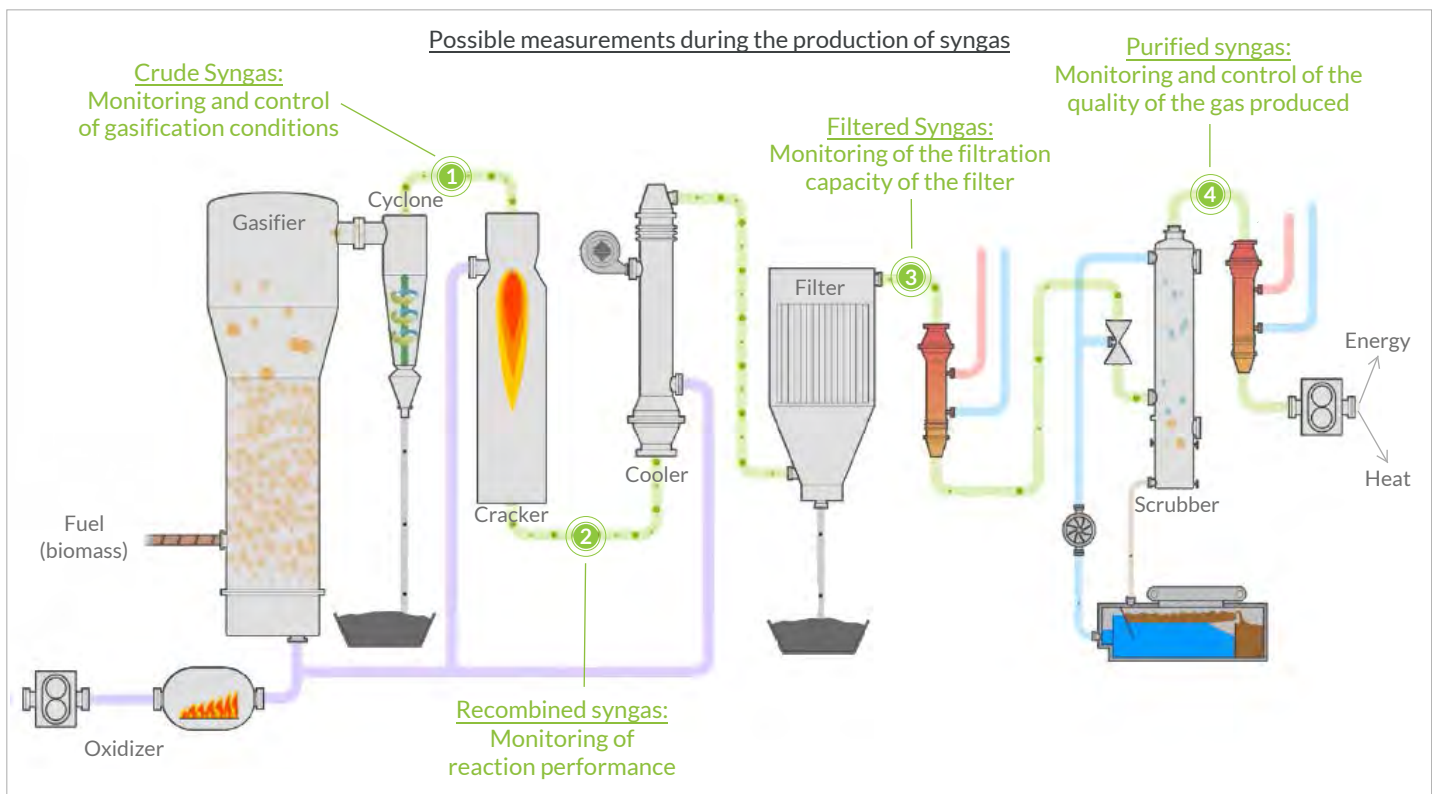 Possible measurements during the production of syngas
Crude Syngas:
Monitoring and control
of gasification conditions
Purified syngas:
Monitoring and control of the
quality of the gas produced
Filtered Syngas:
Monitoring of the filtration
capacity of the filter
1
4
Cyclone
Gasifier
3
Filter
Energy
Cooler
Heat
Scrubber
Cracker
Fuel
(biomass)
2
Recombined syngas:
Monitoring of
reaction performance
Oxidizer